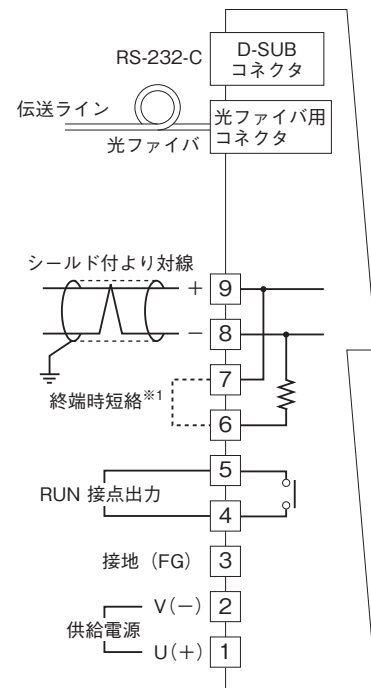 RS-232-C
D-SUB
コネクタ
伝送ライン
光ファイバ用
コネクタ
光ファイバ
シールド付より対線
+ 9
− 8
7
終端時短絡※1
6
5
RUN 接点出力
4
接地（FG） 3
V(−) 2
供給電源
U(+) 1